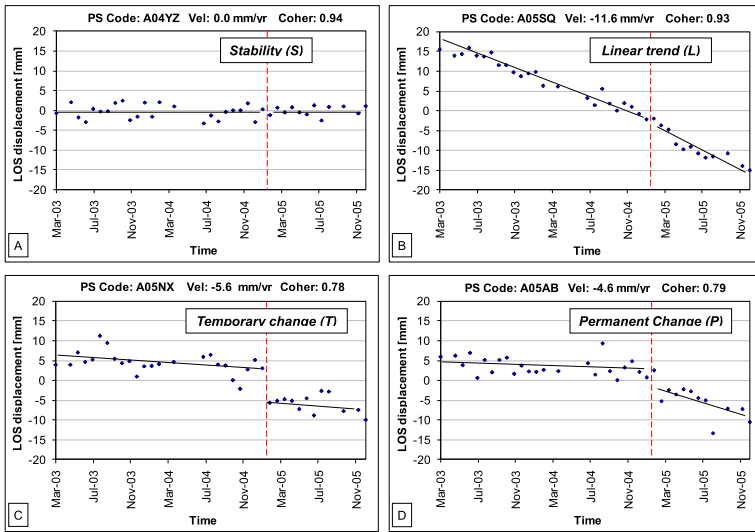 PS Code: A04YZ Vel: 0.0 mm/yr Coher: 0.94
Stability (S)
LOS displacement [mm]
20
15
10
5
0
-5
-10
-15
-20
Mar-03
Jul-03
Nov-03
Mar-04
Jul-04
Nov-04
Mar-05
Jul-05
Nov-05
Time
A
PS Code: A05SQ Vel: -11.6 mm/yr Coher: 0.93
Linear trend (L)
LOS displacement [mm]
20
15
10
5
0
-5
-10
-15
-20
Mar-03
Jul-03
Nov-03
Mar-04
Jul-04
Nov-04
Mar-05
Jul-05
Nov-05
Time
B
PS Code: A05NX Vel: -5.6 mm/yr Coher: 0.78
Temporary change (T)
LOS displacement [mm]
20
15
10
5
0
-5
-10
-15
-20
Mar-03
Jul-03
Nov-03
Mar-04
Jul-04
Nov-04
Mar-05
Jul-05
Nov-05
Time
C
PS Code: A05AB Vel: -4.6 mm/yr Coher: 0.79
Permanent Change (P)
LOS displacement [mm]
20
15
10
5
0
-5
-10
-15
-20
Mar-03
Jul-03
Nov-03
Mar-04
Jul-04
Nov-04
Mar-05
Jul-05
Nov-05
Time
D